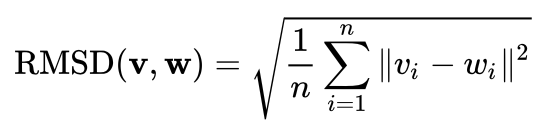 RMSD(𝐯, 𝐰) = √(1/n ∑_{i=1}^{n} ‖v_i − w_i‖²)